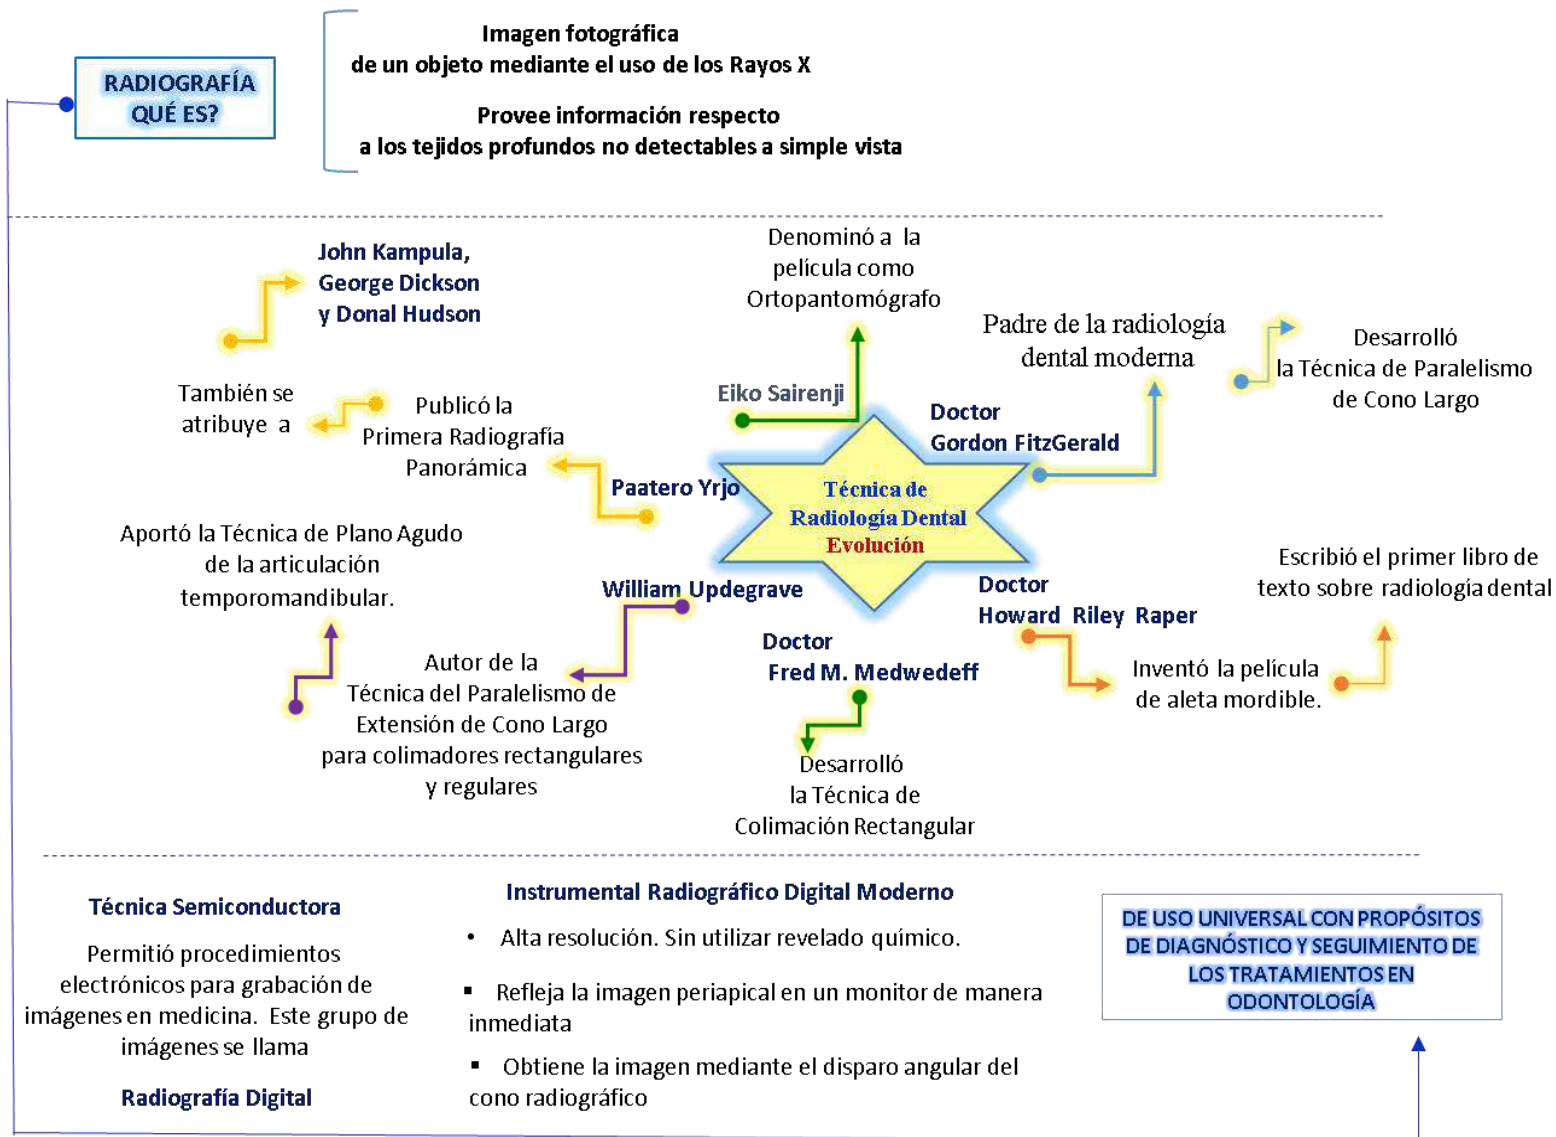 RADIOGRAFÍA
QUÉ ES?
Imagen fotográfica
de un objeto mediante el uso de los Rayos X
Provee información respecto
a los tejidos profundos no detectables a simple vista
John Kampula,
George Dickson
y Donal Hudson
También se
atribuye a
Publicó la
Primera Radiografía
Panorámica
Paatero Yrjo
Denominó a la
película como
Ortopantomógrafo
Eiko Sairenji
Padre de la radiología
dental moderna
Doctor
Gordon FitzGerald
Desarrolló
la Técnica de Paralelismo
de Cono Largo
Técnica de
Radiología Dental
Evolución
Aportó la Técnica de Plano Agudo
de la articulación
temporomandibular.
William Updegrave
Autor de la
Técnica del Paralelismo de
Extensión de Cono Largo
para colimadores rectangulares
y regulares
Doctor
Fred M. Medwedeff
Desarrolló
la Técnica de
Colimación Rectangular
Doctor
Howard Riley Raper
Inventó la película
de aleta mordible.
Escribió el primer libro de
texto sobre radiología dental
Técnica Semiconductora
Permitió procedimientos
electrónicos para grabación de
imágenes en medicina. Este grupo de
imágenes se llama
Radiografía Digital
Instrumental Radiográfico Digital Moderno
• Alta resolución. Sin utilizar revelado químico.
▪ Refleja la imagen periapical en un monitor de manera
inmediata
▪ Obtiene la imagen mediante el disparo angular del
cono radiográfico
DE USO UNIVERSAL CON PROPÓSITOS
DE DIAGNÓSTICO Y SEGUIMIENTO DE
LOS TRATAMIENTOS EN
ODONTOLOGÍA